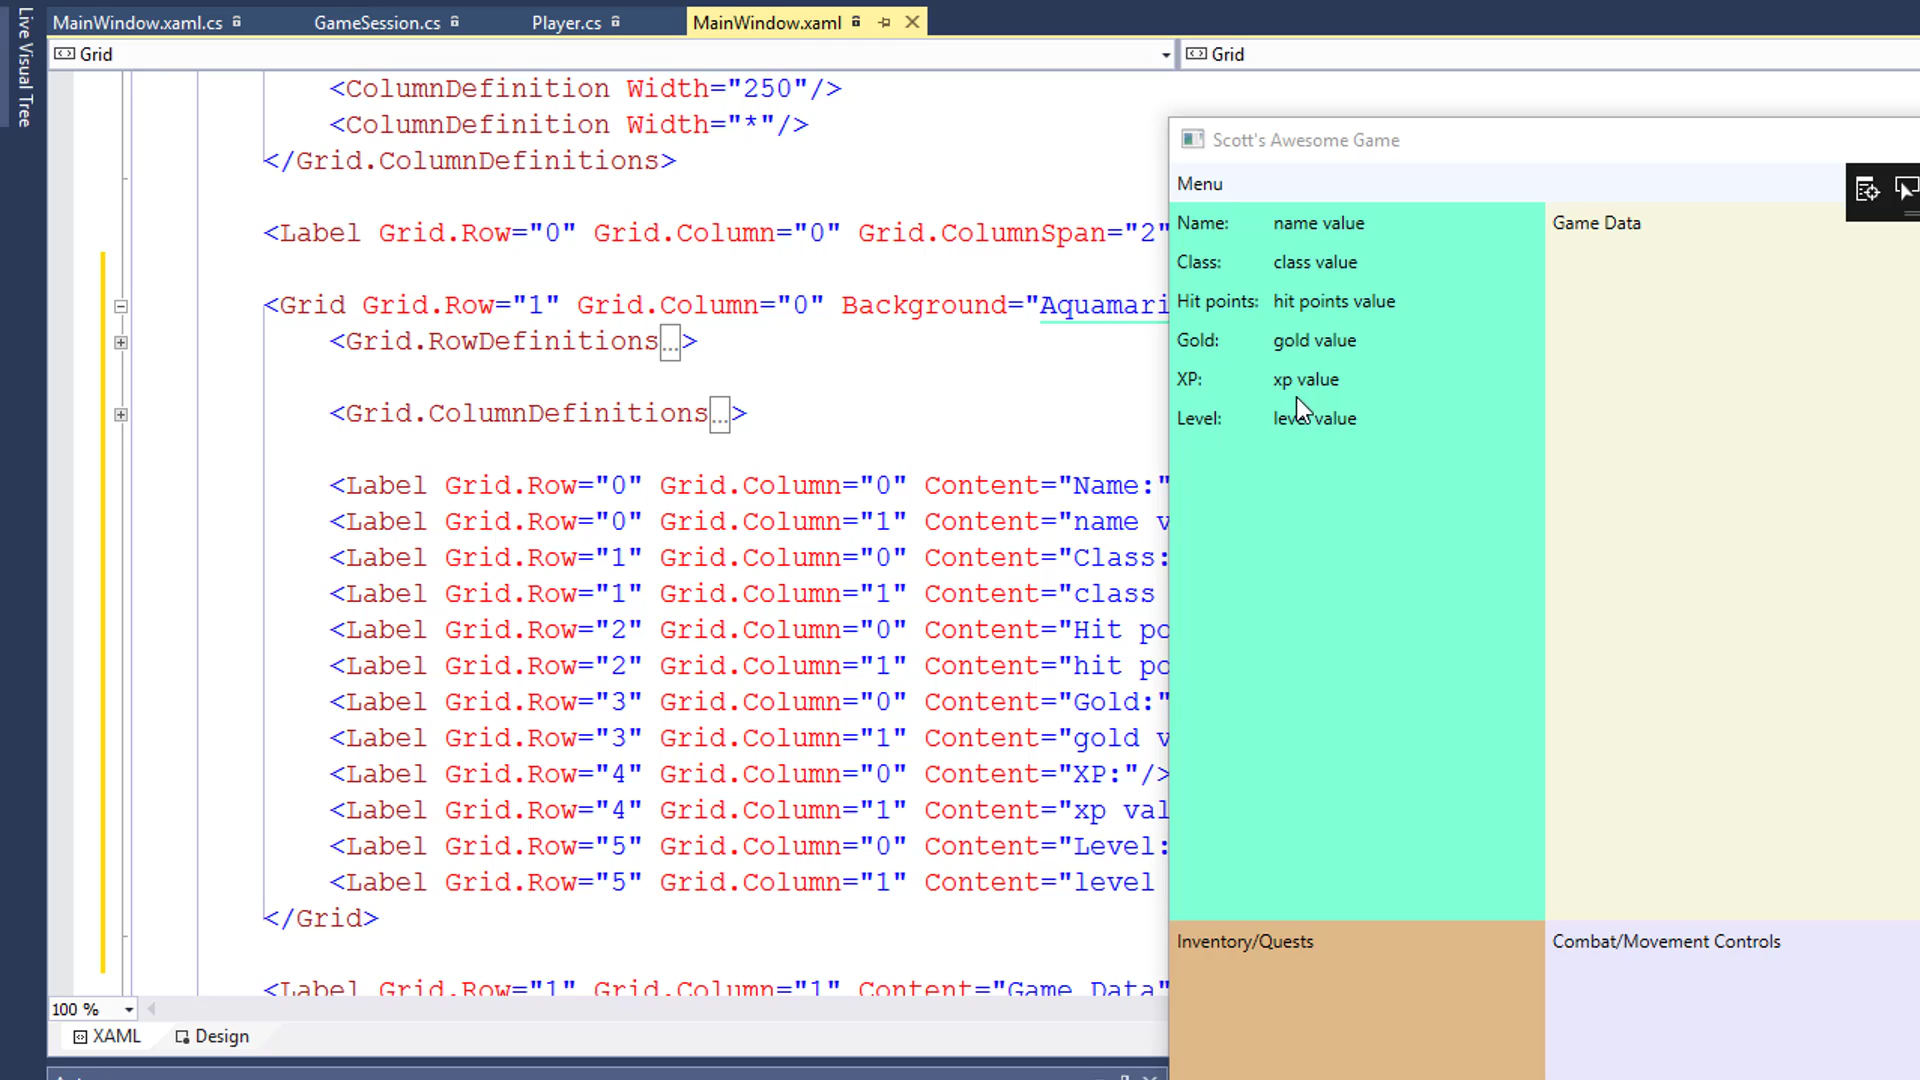 Live Visual Tree
MainWindow.xaml.cs
GameSession.cs
Player.cs
MainWindow.xaml
Grid
Grid
<ColumnDefinition Width="250"/>
<ColumnDefinition Width="*"/>
</Grid.ColumnDefinitions>
<Label Grid.Row="0" Grid.Column="0" Grid.ColumnSpan="2"
<Grid Grid.Row="1" Grid.Column="0" Background="Aquamari
<Grid.RowDefinitions...>
<Grid.ColumnDefinitions...>
<Label Grid.Row="0" Grid.Column="0" Content="Name:"
<Label Grid.Row="0" Grid.Column="1" Content="name v
<Label Grid.Row="1" Grid.Column="0" Content="Class:
<Label Grid.Row="1" Grid.Column="1" Content="class
<Label Grid.Row="2" Grid.Column="0" Content="Hit po
<Label Grid.Row="2" Grid.Column="1" Content="hit po
<Label Grid.Row="3" Grid.Column="0" Content="Gold:"
<Label Grid.Row="3" Grid.Column="1" Content="gold v
<Label Grid.Row="4" Grid.Column="0" Content="XP:"/>
<Label Grid.Row="4" Grid.Column="1" Content="xp val
<Label Grid.Row="5" Grid.Column="0" Content="Level:
<Label Grid.Row="5" Grid.Column="1" Content="level
</Grid>
<Label Grid.Row="1" Grid.Column="1" Content="Game Data"
100 %
XAML
Design
Scott's Awesome Game
Menu
Name: name value
Class: class value
Hit points: hit points value
Gold: gold value
XP: xp value
Level: level value
Game Data
Inventory/Quests
Combat/Movement Controls